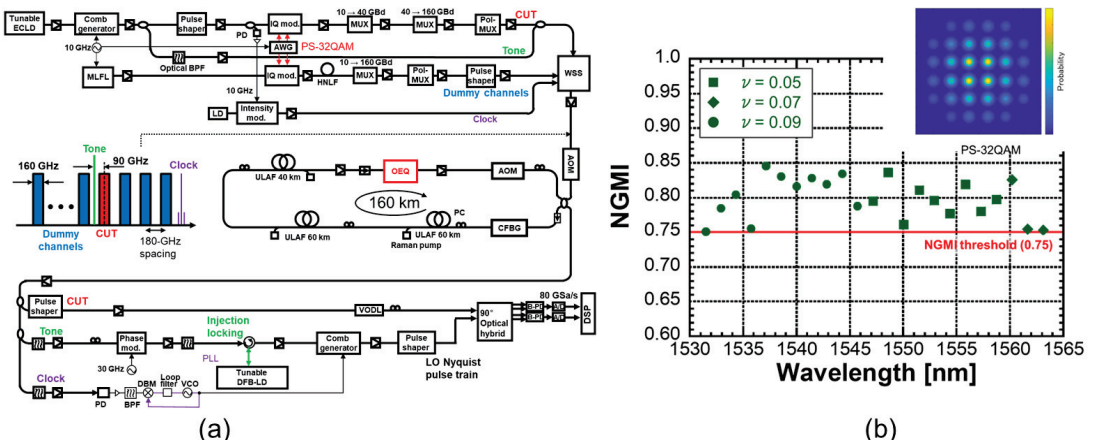 Tunable ECLD
Comb generator
Pulse shaper
PD
IQ mod.
10 → 40 GBd
MUX
40 → 160 GBd
MUX
Pol-MUX
CUT
10 GHz
AWG
PS-32QAM
Tone
Optical BPF
MLFL
IQ mod.
HNLF
10 → 160 GBd
MUX
Pol-MUX
Pulse shaper
Dummy channels
WSS
10 GHz
LD
Intensity mod.
Clock
Tone
160 GHz
90 GHz
Clock
Dummy channels
CUT
180-GHz spacing
ULAF 40 km
OEQ
AOM
AOM
160 km
ULAF 60 km
ULAF 60 km
PC
Raman pump
CFBG
Pulse shaper
CUT
VODL
90° Optical hybrid
80 GSa/s
B-PD
A/D
B-PD
A/D
DSP
Tone
Phase mod.
30 GHz
Injection locking
PLL
Tunable DFB-LD
Comb generator
Pulse shaper
LO Nyquist pulse train
Clock
PD
BPF
DBM
Loop filter
VCO
(a)
NGMI
1.0
0.95
0.90
0.85
0.80
0.75
0.70
0.65
0.6
ν = 0.05
ν = 0.07
ν = 0.09
Probability
PS-32QAM
NGMI threshold (0.75)
1530 1535 1540 1545 1550 1555 1560 1565
Wavelength [nm]
(b)